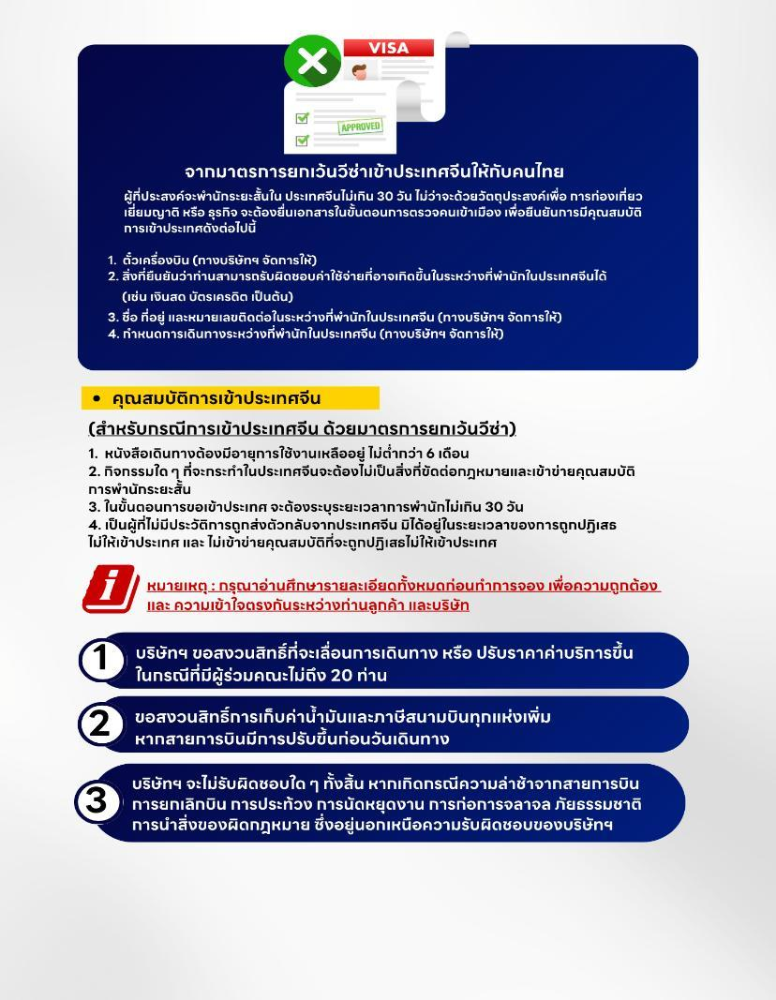 VISA
APPROVED
จากมาตรการยกเว้นวีซ่าเข้าประเทศจีนให้กับคนไทย
ผู้ที่ประสงค์จะพำนักระยะสั้นใน ประเทศจีนไม่เกิน 30 วัน ไม่ว่าจะด้วยวัตถุประสงค์เพื่อ การท่องเที่ยว
เยี่ยมญาติ หรือ ธุรกิจ จะต้องยื่นเอกสารในขั้นตอนการตรวจคนเข้าเมือง เพื่อยืนยันการมีคุณสมบัติ
การเข้าประเทศดังต่อไปนี้
1. ตั๋วเครื่องบิน (ทางบริษัทฯ จัดการให้)
2. สิ่งที่ยืนยันว่าท่านสามารถรับผิดชอบค่าใช้จ่ายที่อาจเกิดขึ้นในระหว่างที่พำนักในประเทศจีนได้
(เช่น เงินสด บัตรเครดิต เป็นต้น)
3. ชื่อ ที่อยู่ และหมายเลขติดต่อในระหว่างที่พำนักในประเทศจีน (ทางบริษัทฯ จัดการให้)
4. กำหนดการเดินทางระหว่างที่พำนักในประเทศจีน (ทางบริษัทฯ จัดการให้)
• คุณสมบัติการเข้าประเทศจีน
(สำหรับกรณีการเข้าประเทศจีน ด้วยมาตรการยกเว้นวีซ่า)
1. หนังสือเดินทางต้องมีอายุการใช้งานเหลืออยู่ ไม่ต่ำกว่า 6 เดือน
2. กิจกรรมใด ๆ ที่จะกระทำในประเทศจีนจะต้องไม่เป็นสิ่งที่ขัดต่อกฎหมายและเข้าข่ายคุณสมบัติ
การพำนักระยะสั้น
3. ในขั้นตอนการขอเข้าประเทศ จะต้องระบุระยะเวลาการพำนักไม่เกิน 30 วัน
4. เป็นผู้ที่ไม่มีประวัติการถูกส่งตัวกลับจากประเทศจีน มิได้อยู่ในระยะเวลาของการถูกปฏิเสธ
ไม่ให้เข้าประเทศ และ ไม่เข้าข่ายคุณสมบัติที่จะถูกปฏิเสธไม่ให้เข้าประเทศ
หมายเหตุ : กรุณาอ่านศึกษารายละเอียดทั้งหมดก่อนทำการจอง เพื่อความถูกต้อง
และ ความเข้าใจตรงกันระหว่างท่านลูกค้า และบริษัท
1 บริษัทฯ ขอสงวนสิทธิ์ที่จะเลื่อนการเดินทาง หรือ ปรับราคาค่าบริการขึ้น
ในกรณีที่มีผู้ร่วมคณะไม่ถึง 20 ท่าน
2 ขอสงวนสิทธิ์การเก็บค่าน้ำมันและภาษีสนามบินทุกแห่งเพิ่ม
หากสายการบินมีการปรับขึ้นก่อนวันเดินทาง
3 บริษัทฯ จะไม่รับผิดชอบใด ๆ ทั้งสิ้น หากเกิดกรณีความล่าช้าจากสายการบิน
การยกเลิกบิน การประท้วง การนัดหยุดงาน การก่อการจลาจล ภัยธรรมชาติ
การนำสิ่งของผิดกฎหมาย ซึ่งอยู่นอกเหนือความรับผิดชอบของบริษัทฯ